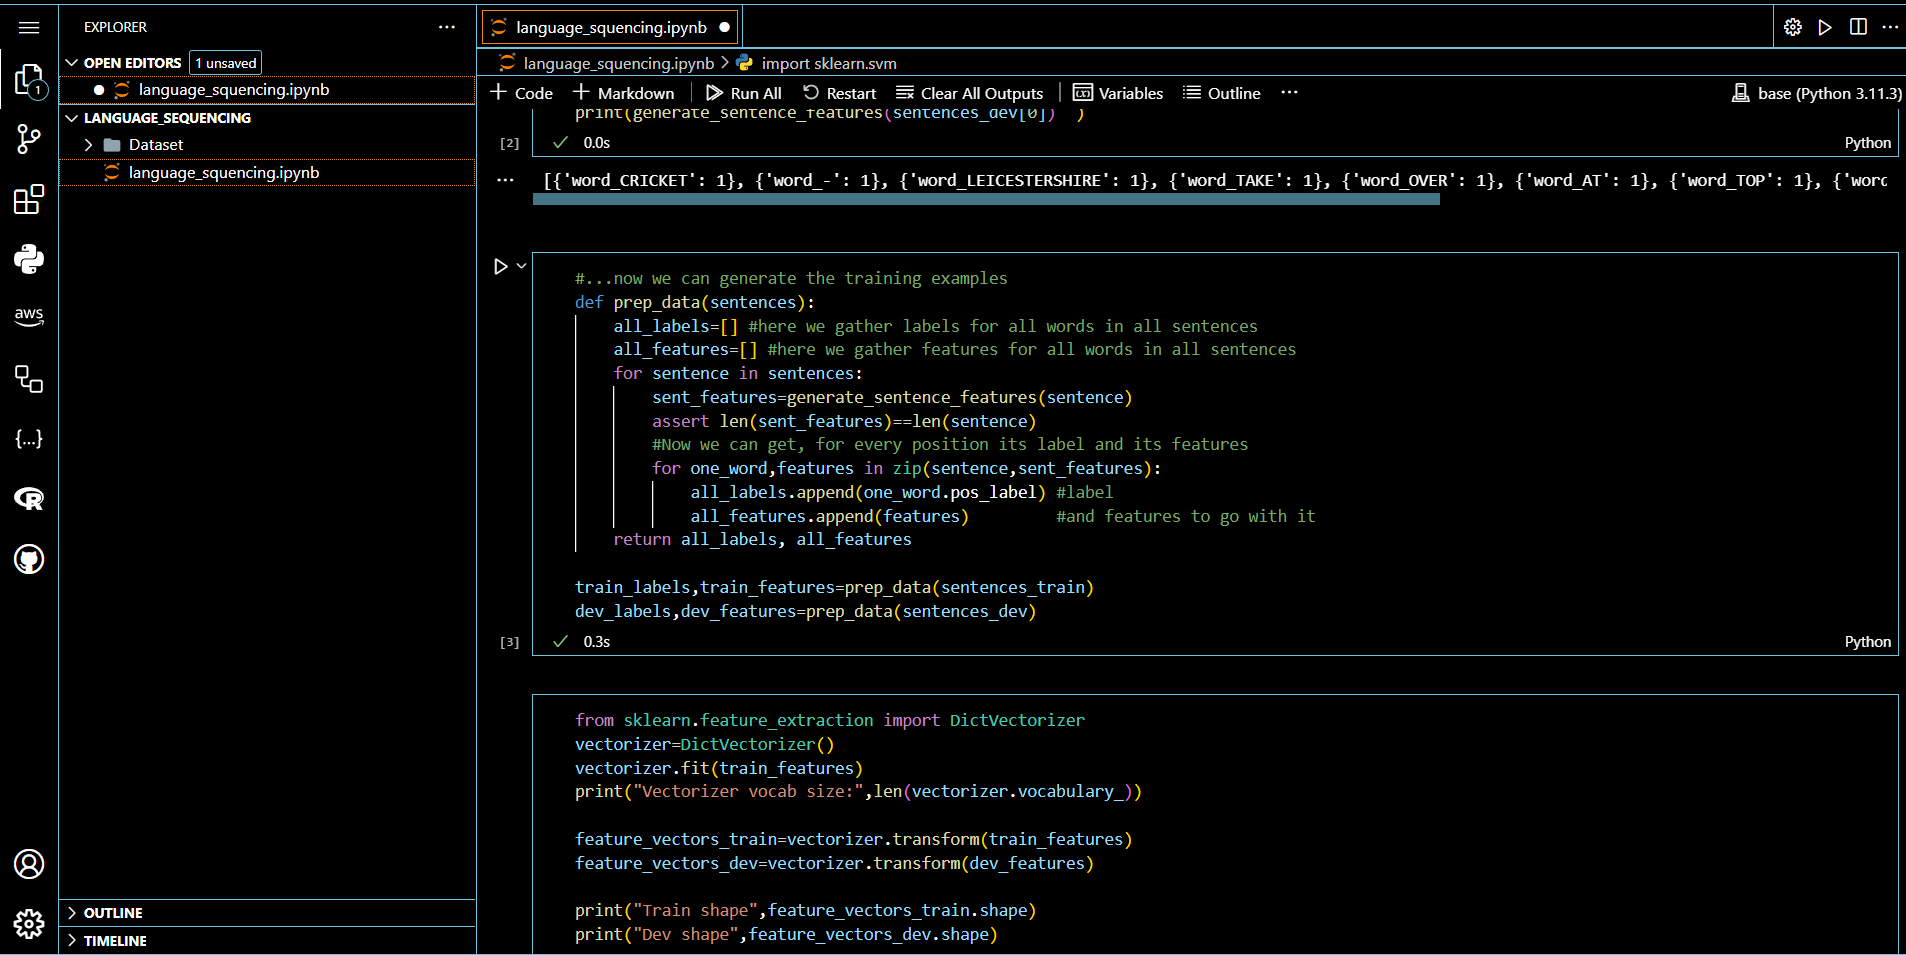 EXPLORER
OPEN EDITORS 1 unsaved
language_squencing.ipynb
LANGUAGE_SEQUENCING
Dataset
language_squencing.ipynb
1
aws
{...}
R
OUTLINE
TIMELINE
language_squencing.ipynb
language_squencing.ipynb > import sklearn.svm
+ Code + Markdown Run All Restart Clear All Outputs Variables Outline ... base (Python 3.11.3)
print(generate_sentence_features(sentences_dev[0]) )
[2] 0.0s Python
[{'word_CRICKET': 1}, {'word_-': 1}, {'word_LEICESTERSHIRE': 1}, {'word_TAKE': 1}, {'word_OVER': 1}, {'word_AT': 1}, {'word_TOP': 1}, {'word
#...now we can generate the training examples
def prep_data(sentences):
all_labels=[] #here we gather labels for all words in all sentences
all_features=[] #here we gather features for all words in all sentences
for sentence in sentences:
sent_features=generate_sentence_features(sentence)
assert len(sent_features)==len(sentence)
#Now we can get, for every position its label and its features
for one_word,features in zip(sentence,sent_features):
all_labels.append(one_word.pos_label) #label
all_features.append(features) #and features to go with it
return all_labels, all_features
train_labels,train_features=prep_data(sentences_train)
dev_labels,dev_features=prep_data(sentences_dev)
[3] 0.3s Python
from sklearn.feature_extraction import DictVectorizer
vectorizer=DictVectorizer()
vectorizer.fit(train_features)
print("Vectorizer vocab size:",len(vectorizer.vocabulary_))
feature_vectors_train=vectorizer.transform(train_features)
feature_vectors_dev=vectorizer.transform(dev_features)
print("Train shape",feature_vectors_train.shape)
print("Dev shape",feature_vectors_dev.shape)